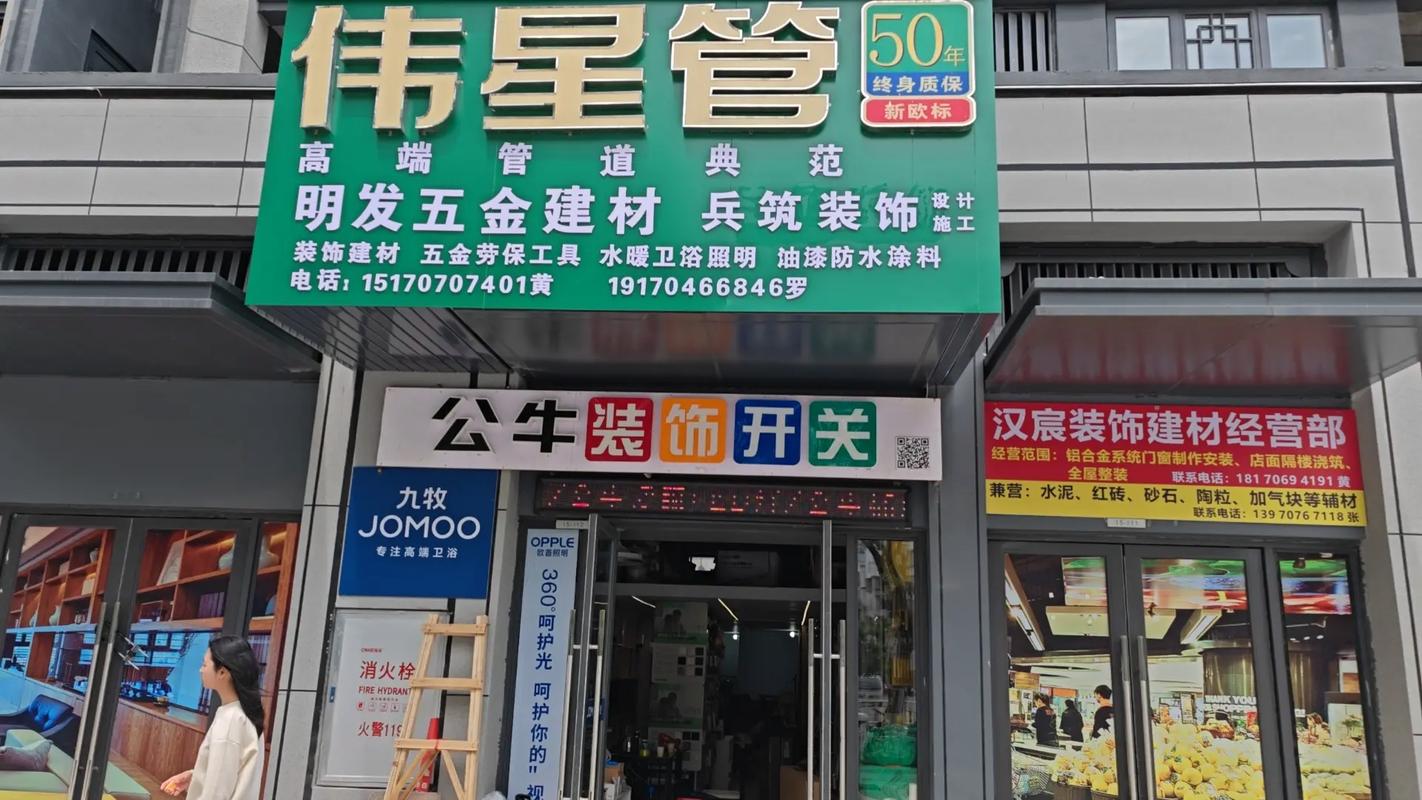 伟星管
50年
终身质保
新欧标
高端管道典范
明发五金建材 兵筑装饰 设计施工
装饰建材 五金劳保工具 水暖卫浴照明 油漆防水涂料
电话：15170707401黄 19170466846罗
公牛装饰开关
汉宸装饰建材经营部
经营范围：铝合金系统门窗制作安装、店面隔楼浇筑、
全屋整装 联系电话：181 7069 4191 黄
兼营：水泥、红砖、砂石、陶粒、加气块等辅材
联系电话：139 7076 7118 张
九牧
JOMOO
专注高端卫浴
15-112
OPPLE
欧普照明
360°呵护光 呵护你的"视
消火栓
FIRE HYDRANT
火警119
THANK YOU